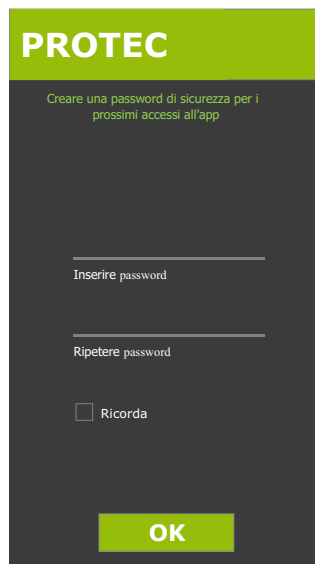 PROTEC
Creare una password di sicurezza per i
prossimi accessi all’app
Inserire password
Ripetere password
Ricorda
OK